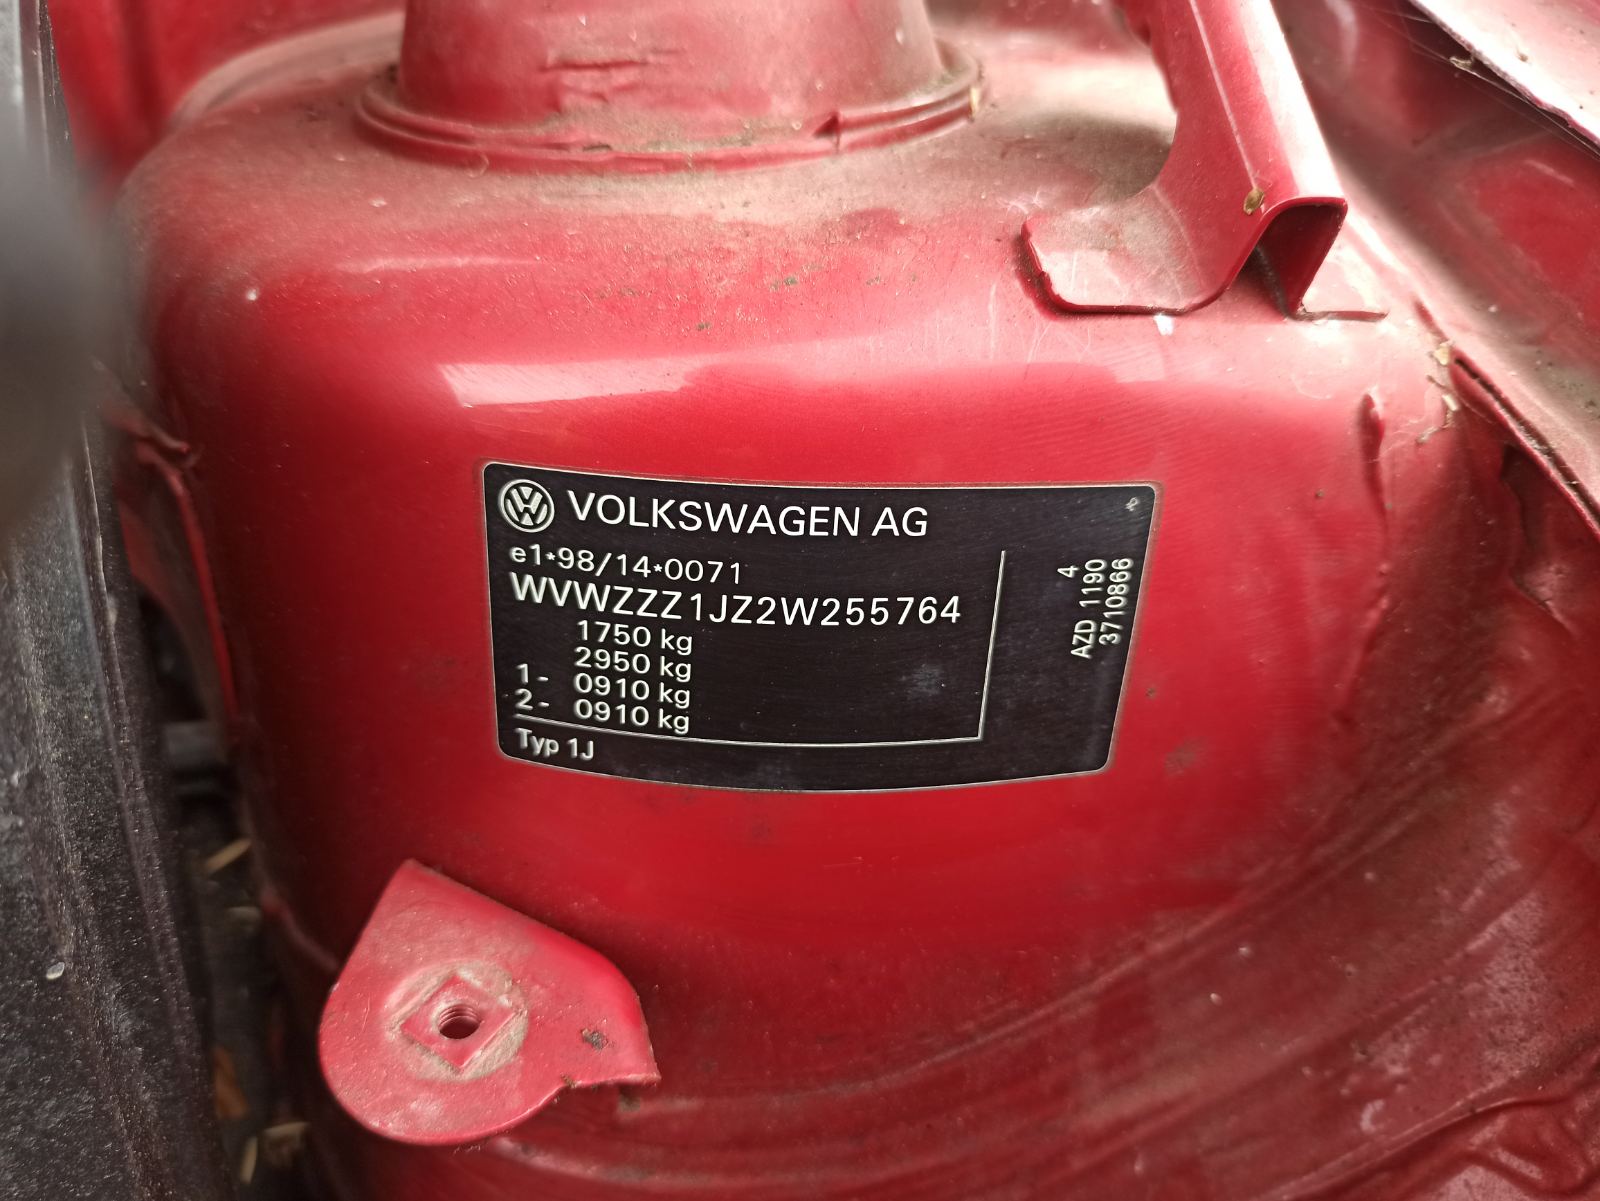 VOLKSWAGEN AG
e1*98/14*0071
WVWZZZ1JZ2W255764
1750 kg
2950 kg
1- 0910 kg
2- 0910 kg
Typ 1J
4
AZD 1190
3710866